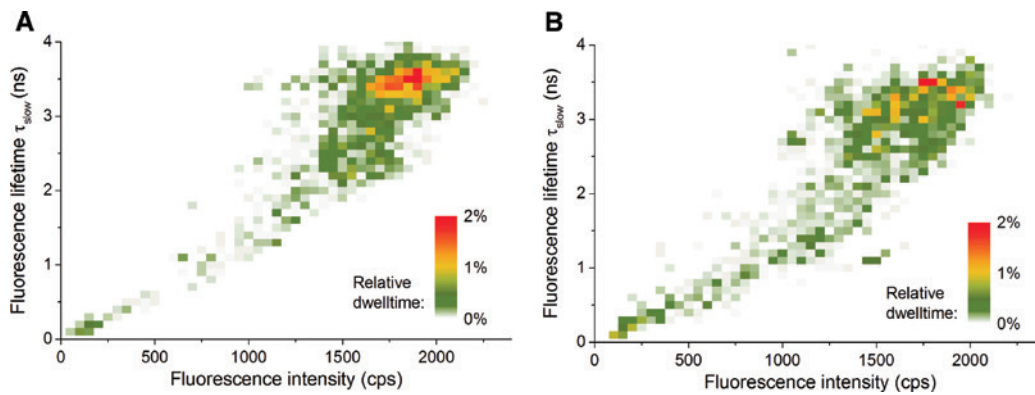 A
Fluorescence lifetime τslow (ns)
4
3
2
1
0
0 500 1000 1500 2000
Fluorescence intensity (cps)
Relative
dwelltime:
2%
1%
0%
B
Fluorescence lifetime τslow (ns)
4
3
2
1
0
0 500 1000 1500 2000
Fluorescence intensity (cps)
Relative
dwelltime:
2%
1%
0%